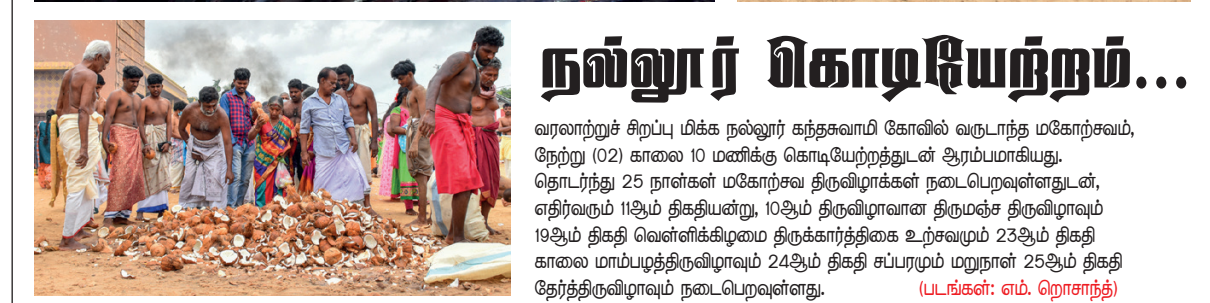 நல்லூர் கொடியேற்றம்...
வரலாற்றுச் சிறப்பு மிக்க நல்லூர் கந்தசுவாமி கோவில் வருடாந்த மகோற்சவம்,
நேற்று (02) காலை 10 மணிக்கு கொடியேற்றத்துடன் ஆரம்பமாகியது.
தொடர்ந்து 25 நாள்கள் மகோற்சவ திருவிழாக்கள் நடைபெறவுள்ளதுடன்,
எதிர்வரும் 11ஆம் திகதியன்று, 10ஆம் திருவிழாவான திருமஞ்ச திருவிழாவும்
19ஆம் திகதி வெள்ளிக்கிழமை திருக்கார்த்திகை உற்சவமும் 23ஆம் திகதி
காலை மாம்பழத்திருவிழாவும் 24ஆம் திகதி சப்பரமும் மறுநாள் 25ஆம் திகதி
தேர்த்திருவிழாவும் நடைபெறவுள்ளது. (படங்கள்: எம். றொசாந்த்)